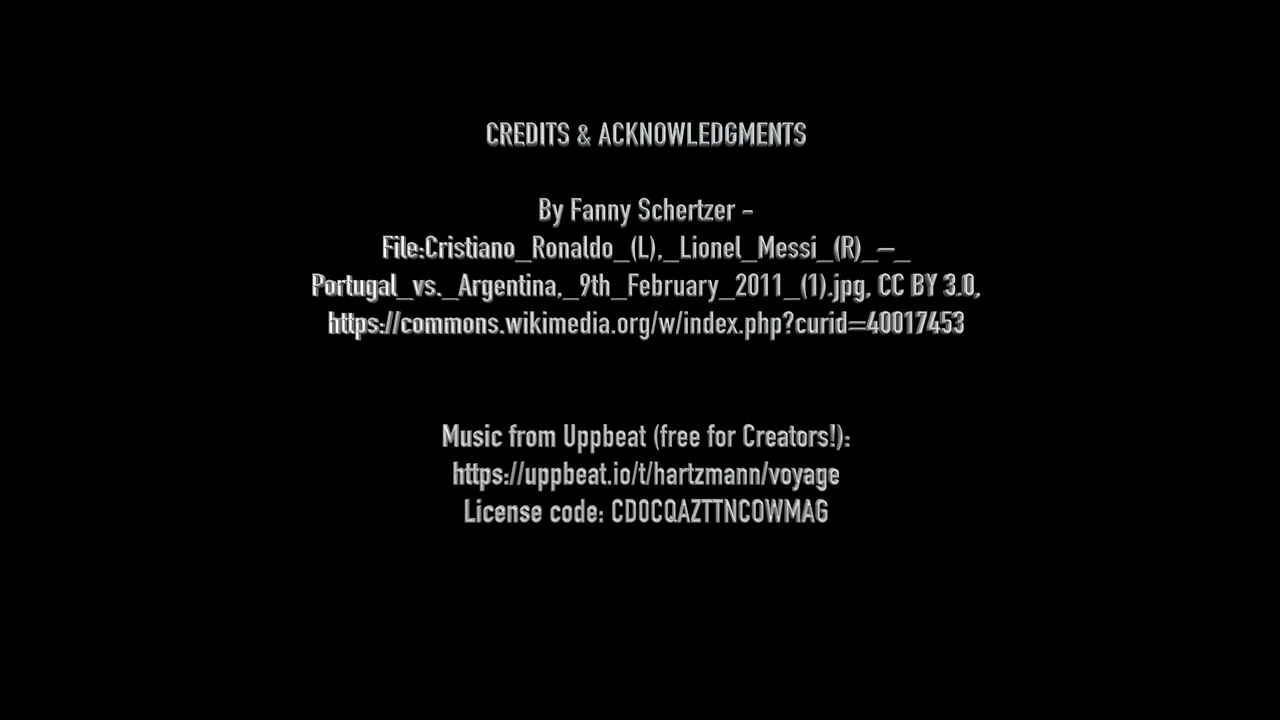 CREDITS & ACKNOWLEDGMENTS
By Fanny Schertzer -
File:Cristiano_Ronaldo_(L),_Lionel_Messi_(R)_–_
Portugal_vs._Argentina,_9th_February_2011_(1).jpg, CC BY 3.0,
https://commons.wikimedia.org/w/index.php?curid=40017453
Music from Uppbeat (free for Creators!):
https://uppbeat.io/t/hartzmann/voyage
License code: CD0CQAZTTNCOWMAG